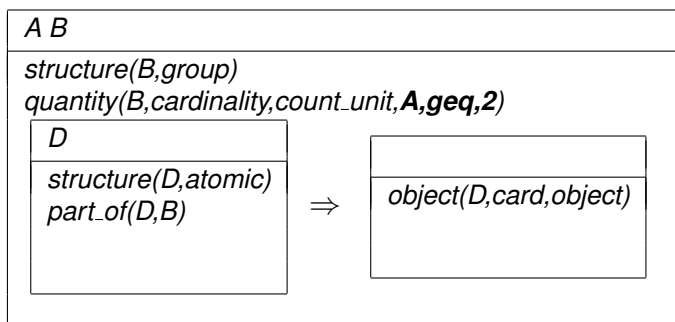 A B
structure(B,group)
quantity(B,cardinality,count_unit,A,geq,2)
D
structure(D,atomic)
part_of(D,B)
⇒
object(D,card,object)